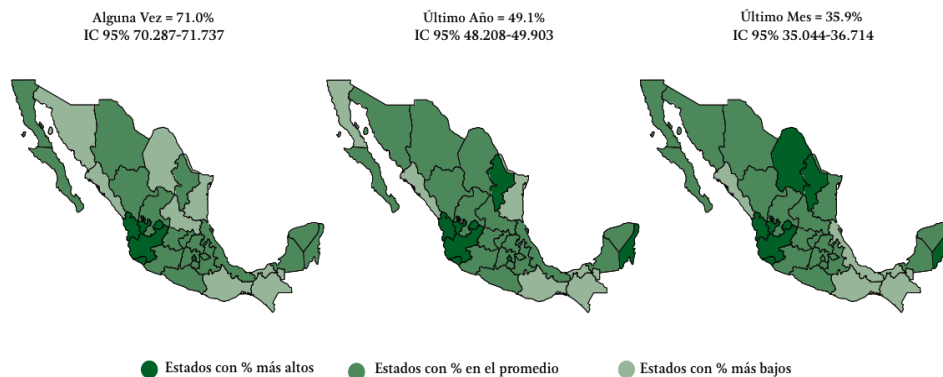 Alguna Vez = 71.0%
IC 95% 70.287-71.737
Último Año = 49.1%
IC 95% 48.208-49.903
Último Mes = 35.9%
IC 95% 35.044-36.714
Estados con % más altos
Estados con % en el promedio
Estados con % más bajos